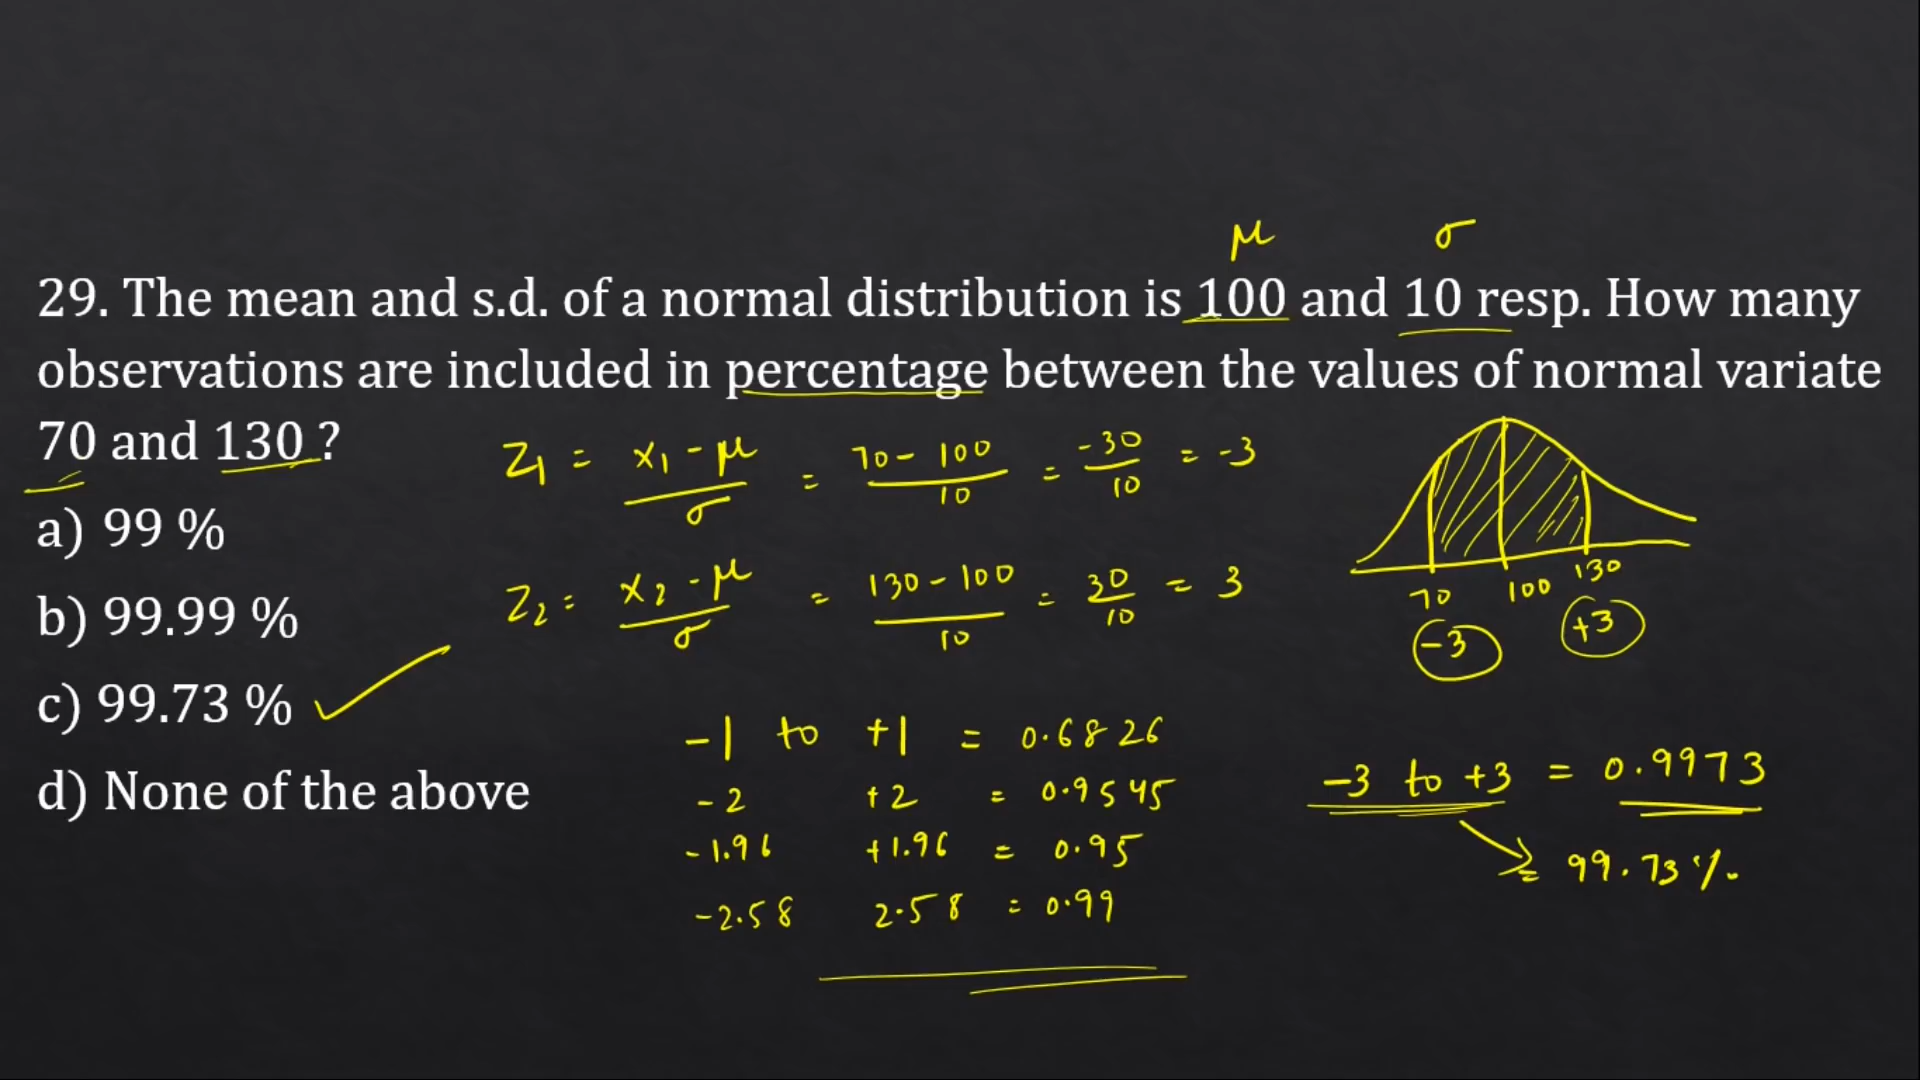 μ σ
29. The mean and s.d. of a normal distribution is 100 and 10 resp. How many
observations are included in percentage between the values of normal variate
70 and 130 ?
Z1 = x1 - μ / σ = 70 - 100 / 10 = -30 / 10 = -3
a) 99 %
Z2 = x2 - μ / σ = 130 - 100 / 10 = 30 / 10 = 3
70 100 130
-3 +3
b) 99.99 %
c) 99.73 %
d) None of the above
-1 to +1 = 0.6826
-2 +2 = 0.9545
-1.96 +1.96 = 0.95
-2.58 2.58 = 0.99
-3 to +3 = 0.9973
= 99.73 %.